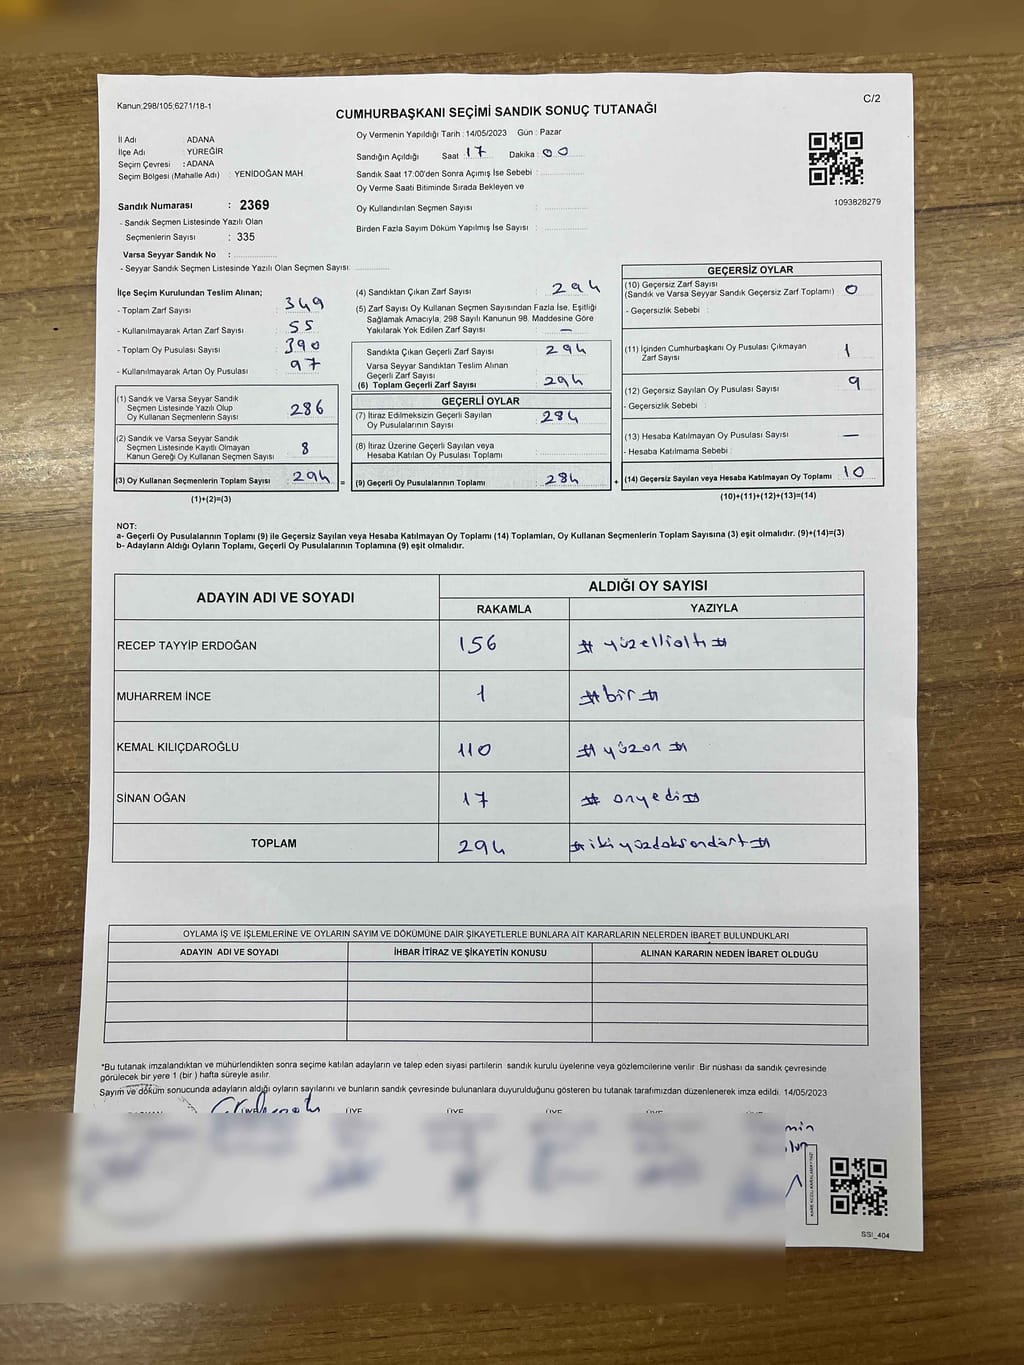 Kanun;298/105;6271/18-1
C/2
CUMHURBAŞKANI SEÇİMİ SANDIK SONUÇ TUTANAĞI
İl Adı ADANA
İlçe Adı : YÜREĞİR
Seçim Çevresi : ADANA
Seçim Bölgesi (Mahalle Adı) : YENİDOĞAN MAH.
Oy Vermenin Yapıldığı Tarih : 14/05/2023 Gün : Pazar
Sandığın Açıldığı Saat : 17 Dakika : 00
Sandık Saat 17:00'den Sonra Açımış İse Sebebi :
Oy Verme Saati Bitiminde Sırada Bekleyen ve
Oy Kullandırılan Seçmen Sayısı :
Birden Fazla Sayım Döküm Yapılmış İse Sayısı :
1093828279
Sandık Numarası : 2369
- Sandık Seçmen Listesinde Yazılı Olan
Seçmenlerin Sayısı : 335
Varsa Seyyar Sandık No :
- Seyyar Sandık Seçmen Listesinde Yazılı Olan Seçmen Sayısı:
İlçe Seçim Kurulundan Teslim Alınan;
- Toplam Zarf Sayısı : 349
- Kullanılmayarak Artan Zarf Sayısı : 55
- Toplam Oy Pusulası Sayısı : 390
- Kullanılmayarak Artan Oy Pusulası : 97
(1) Sandık ve Varsa Seyyar Sandık
Seçmen Listesinde Yazılı Olup
Oy Kullanan Seçmenlerin Sayısı : 286
(2) Sandık ve Varsa Seyyar Sandık
Seçmen Listesinde Kayıtlı Olmayan
Kanun Gereği Oy Kullanan Seçmen Sayısı : 8
(3) Oy Kullanan Seçmenlerin Toplam Sayısı : 294 =
(1)+(2)=(3)
(4) Sandıktan Çıkan Zarf Sayısı : 294
(5) Zarf Sayısı Oy Kullanan Seçmen Sayısından Fazla İse, Eşitliği
Sağlamak Amacıyla, 298 Sayılı Kanunun 98. Maddesine Göre
Yakılarak Yok Edilen Zarf Sayısı : —
Sandıkta Çıkan Geçerli Zarf Sayısı : 294
Varsa Seyyar Sandıktan Teslim Alınan
Geçerli Zarf Sayısı :
(6) Toplam Geçerli Zarf Sayısı : 294
GEÇERLİ OYLAR
(7) İtiraz Edilmeksizin Geçerli Sayılan
Oy Pusulalarının Sayısı : 284
(8) İtiraz Üzerine Geçerli Sayılan veya
Hesaba Katılan Oy Pusulası Toplamı :
(9) Geçerli Oy Pusulalarının Toplamı : 284 +
GEÇERSİZ OYLAR
(10) Geçersiz Zarf Sayısı
(Sandık ve Varsa Seyyar Sandık Geçersiz Zarf Toplamı) : 0
- Geçersizlik Sebebi :
(11) İçinden Cumhurbaşkanı Oy Pusulası Çıkmayan
Zarf Sayısı : 1
(12) Geçersiz Sayılan Oy Pusulası Sayısı : 9
- Geçersizlik Sebebi :
(13) Hesaba Katılmayan Oy Pusulası Sayısı : —
- Hesaba Katılmama Sebebi :
(14) Geçersiz Sayılan veya Hesaba Katılmayan Oy Toplamı : 10
(10)+(11)+(12)+(13)=(14)
NOT:
a- Geçerli Oy Pusulalarının Toplamı (9) ile Geçersiz Sayılan veya Hesaba Katılmayan Oy Toplamı (14) Toplamları, Oy Kullanan Seçmenlerin Toplam Sayısına (3) eşit olmalıdır. (9)+(14)=(3)
b- Adayların Aldığı Oyların Toplamı, Geçerli Oy Pusulalarının Toplamına (9) eşit olmalıdır.
ADAYIN ADI VE SOYADI ALDIĞI OY SAYISI
RAKAMLA YAZIYLA
RECEP TAYYİP ERDOĞAN 156 # yüzellialtı #
MUHARREM İNCE 1 #bir#
KEMAL KILIÇDAROĞLU 110 # yüzon #
SİNAN OĞAN 17 # onyedi#
TOPLAM 294 #ikiyüzdoksandört#
OYLAMA İŞ VE İŞLEMLERİNE VE OYLARIN SAYIM VE DÖKÜMÜNE DAİR ŞİKAYETLERLE BUNLARA AİT KARARLARIN NELERDEN İBARET BULUNDUKLARI
ADAYIN ADI VE SOYADI İHBAR İTİRAZ VE ŞİKAYETİN KONUSU ALINAN KARARIN NEDEN İBARET OLDUĞU
*Bu tutanak imzalandıktan ve mühürlendikten sonra seçime katılan adayların ve talep eden siyasi partilerin sandık kurulu üyelerine veya gözlemcilerine verilir. Bir nüshası da sandık çevresinde
görülecek bir yere 1 (bir ) hafta süreyle asılır.
Sayım ve döküm sonucunda adayların aldığı oyların sayılarını ve bunların sandık çevresinde bulunanlara duyurulduğunu gösteren bu tutanak tarafımızdan düzenlenerek imza edildi. 14/05/2023
ÜYE ÜYE ÜYE ÜYE ÜYE
SSI_404